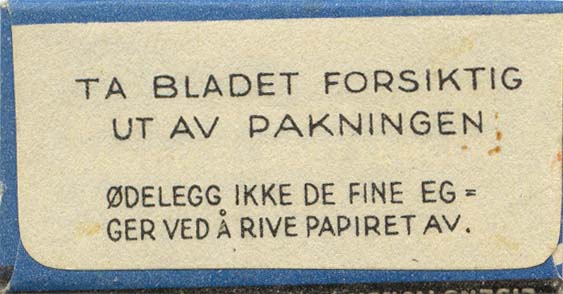 TA BLADET FORSIKTIG
UT AV PAKNINGEN
ØDELEGG IKKE DE FINE EG=
GER VED Å RIVE PAPIRET AV.